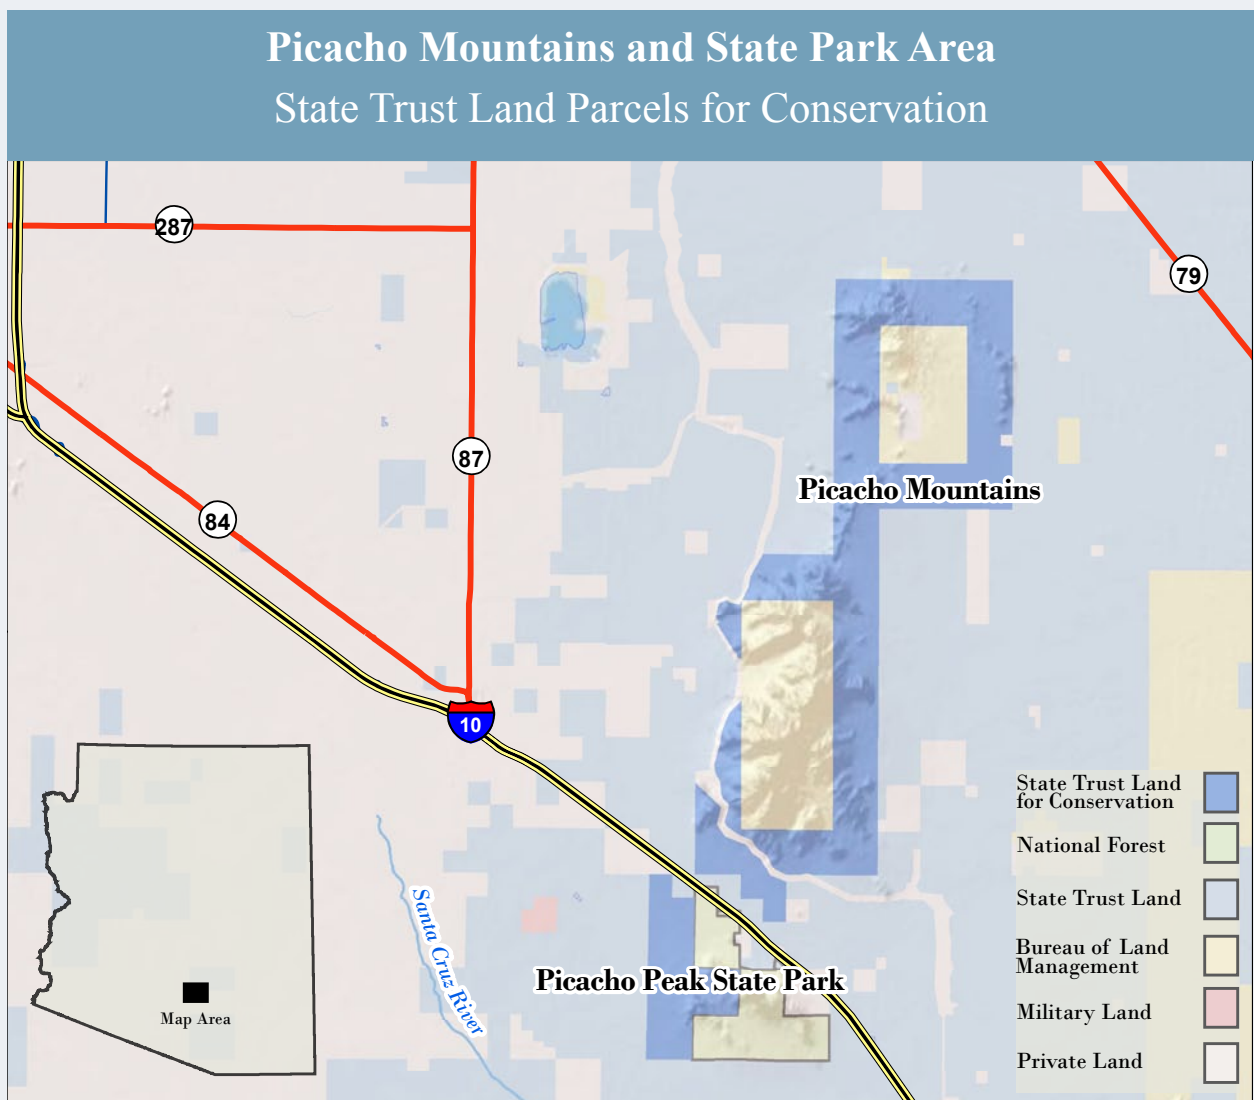 Picacho Mountains and State Park Area
State Trust Land Parcels for Conservation
287
79
87
84
Picacho Mountains
10
State Trust Land
for Conservation
National Forest
State Trust Land
Bureau of Land
Management
Military Land
Private Land
Santa Cruz River
Picacho Peak State Park
Map Area